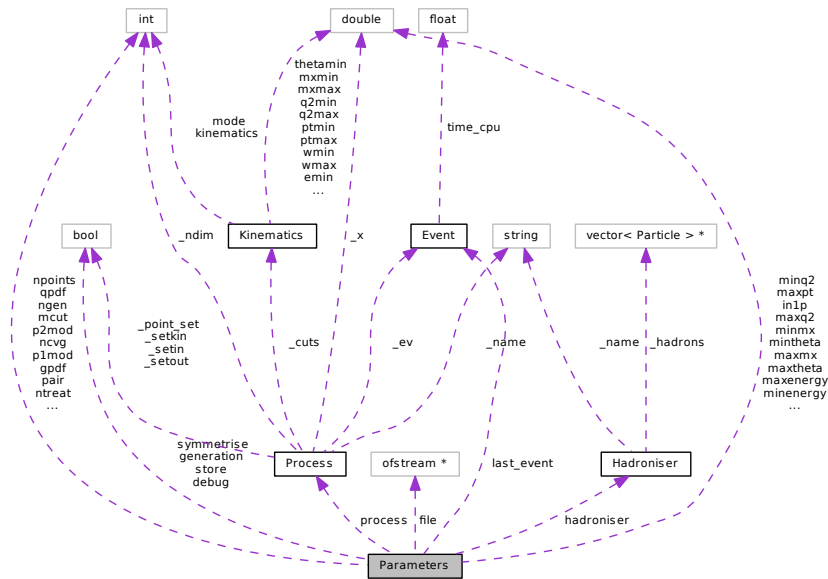 int
double
float
thetamin
mxmin
mxmax
q2min
q2max
ptmin
ptmax
wmin
wmax
emin
...
mode
kinematics
time_cpu
bool
_ndim
Kinematics
_x
Event
string
vector< Particle > *
npoints
qpdf
ngen
mcut
p2mod
ncvg
p1mod
gpdf
pair
ntreat
...
_point_set
_setkin
_setin
_setout
_cuts
_ev
_name
_name
_hadrons
minq2
maxpt
in1p
maxq2
minmx
mintheta
maxmx
maxtheta
maxenergy
minenergy
...
symmetrise
generation
store
debug
Process
ofstream *
last_event
Hadroniser
process
file
hadroniser
Parameters